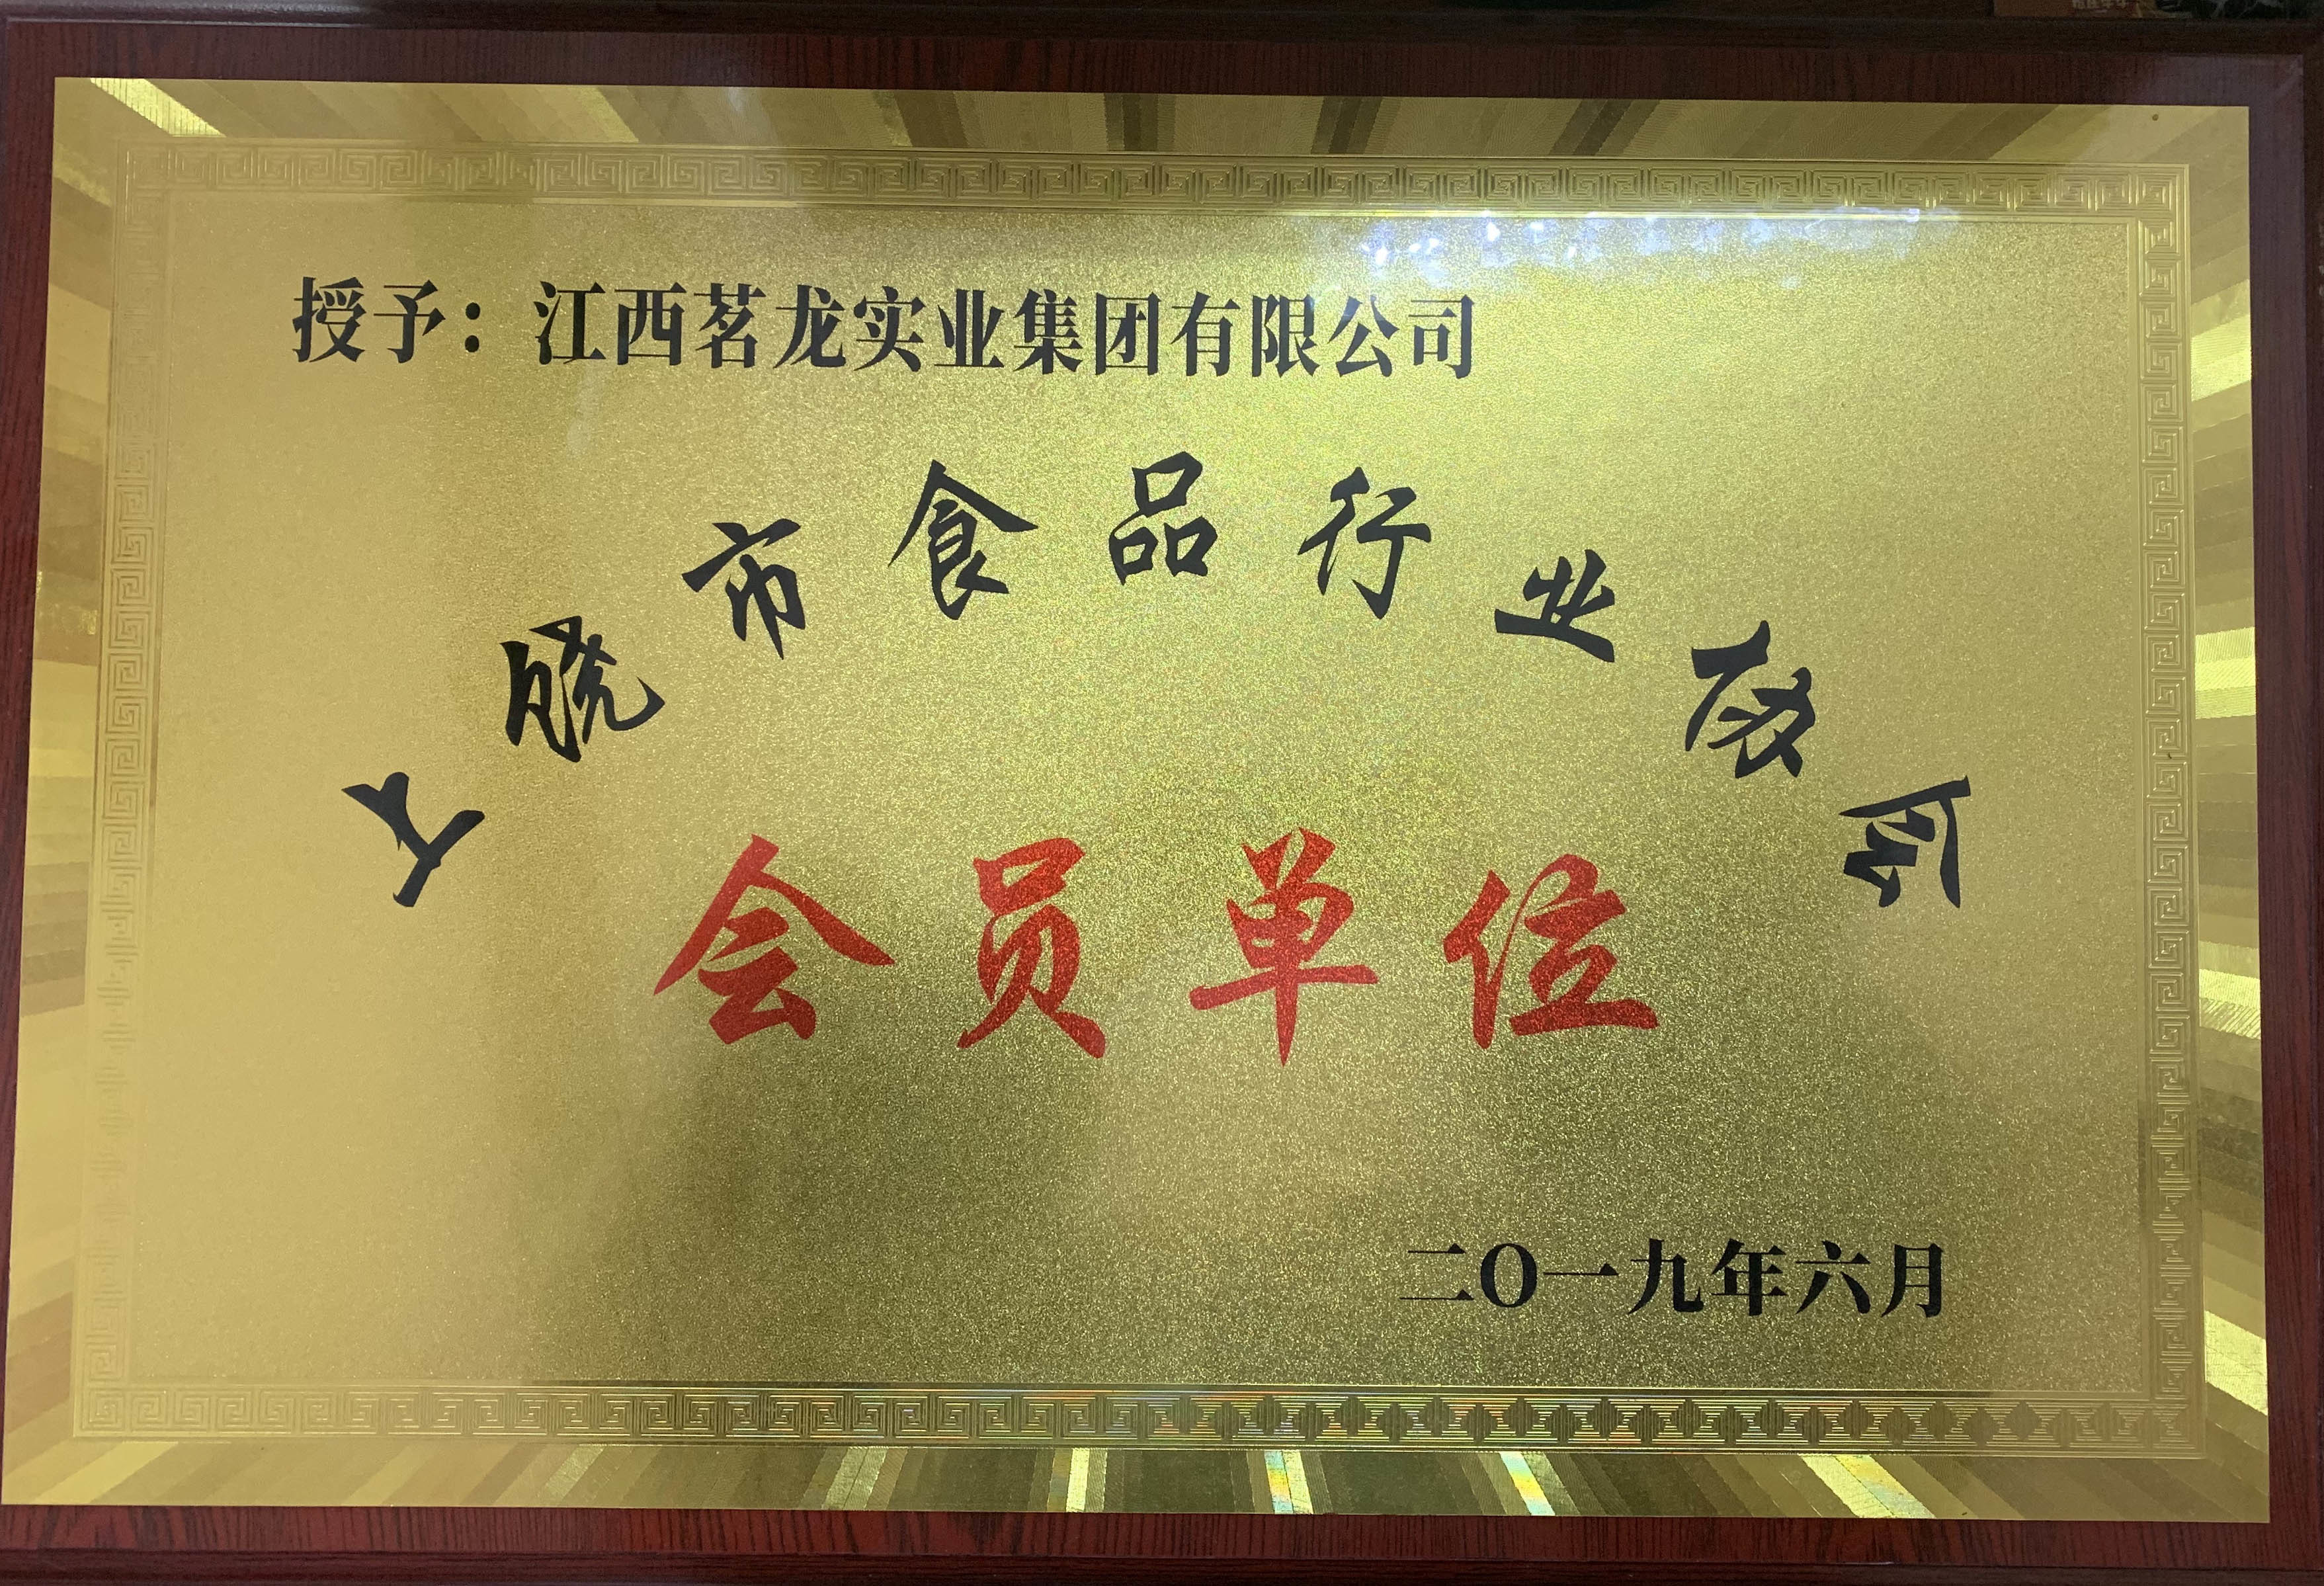 授予：江西茗龙实业集团有限公司
上饶市食品行业协会
会员单位
二〇一九年六月